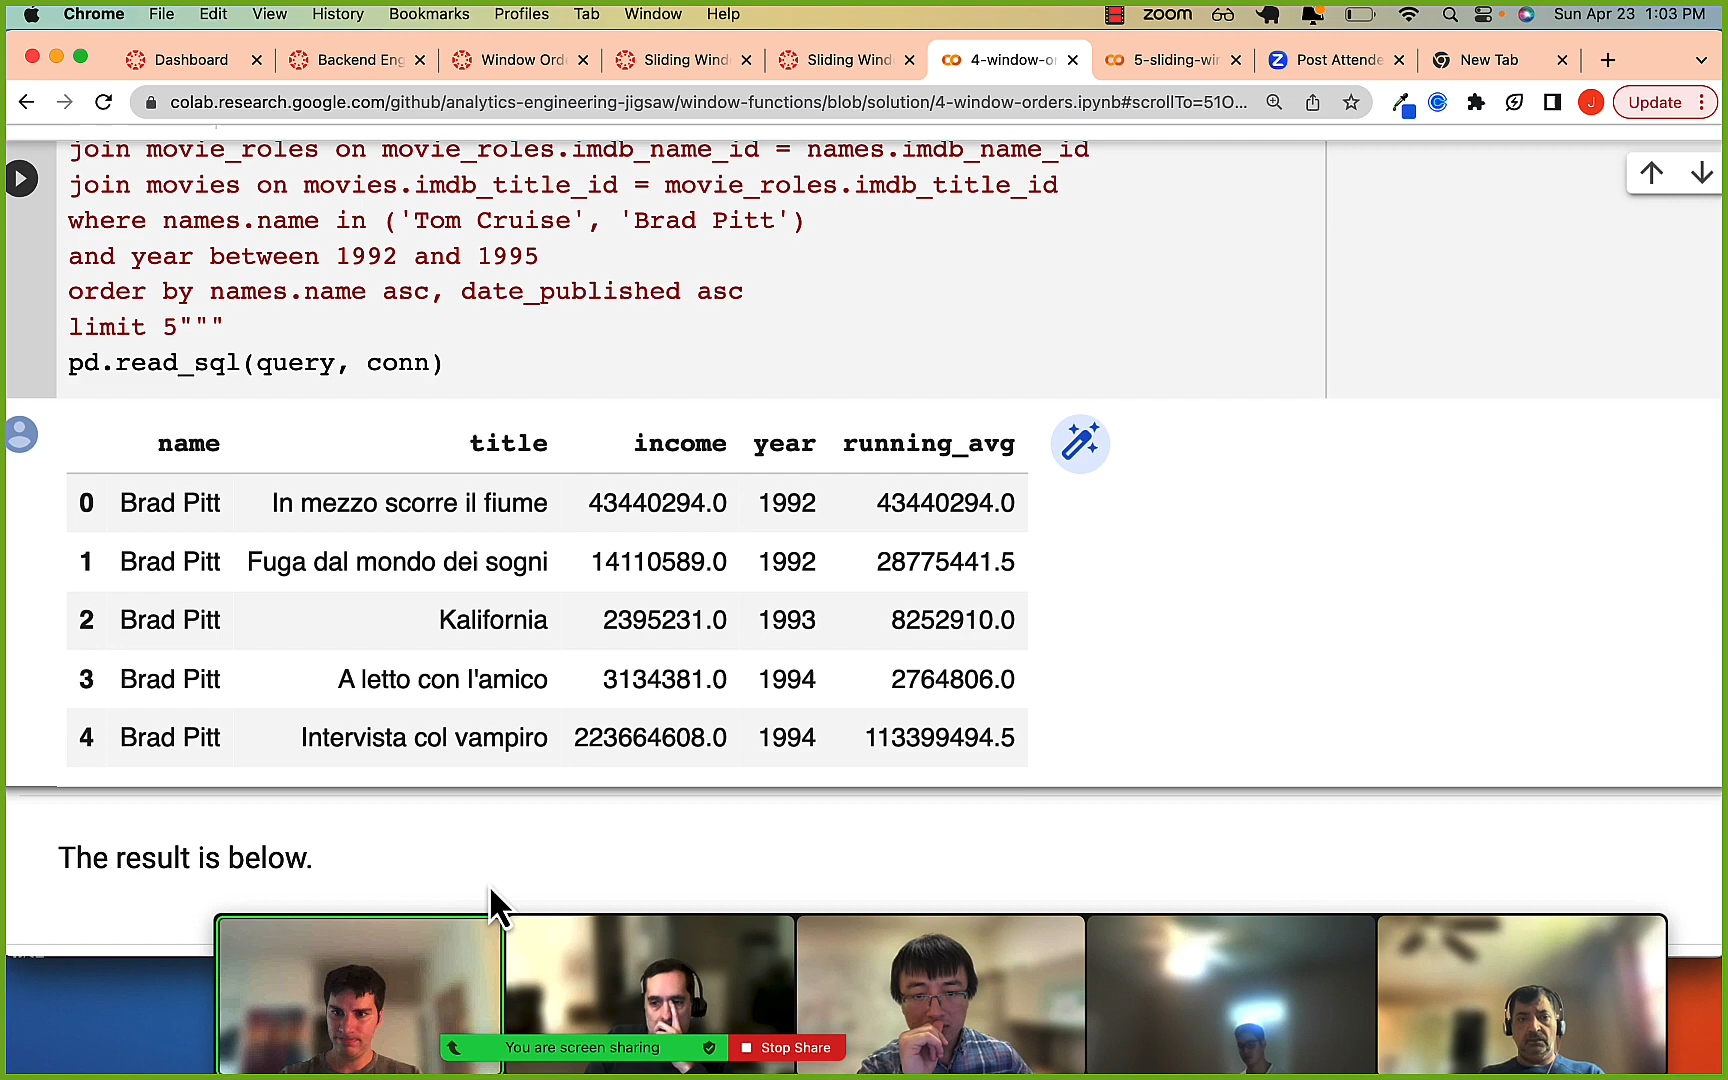 Chrome File Edit View History Bookmarks Profiles Tab Window Help zoom Sun Apr 23 1:03 PM
Dashboard Backend Eng Window Ord Sliding Wind Sliding Wind 4-window-or 5-sliding-wir Post Attende New Tab
colab.research.google.com/github/analytics-engineering-jigsaw/window-functions/blob/solution/4-window-orders.ipynb#scrollTo=51O... J Update
join movie_roles on movie_roles.imdb_name_id = names.imdb_name_id
join movies on movies.imdb_title_id = movie_roles.imdb_title_id
where names.name in ('Tom Cruise', 'Brad Pitt')
and year between 1992 and 1995
order by names.name asc, date_published asc
limit 5"""
pd.read_sql(query, conn)
name title income year running_avg
0 Brad Pitt In mezzo scorre il fiume 43440294.0 1992 43440294.0
1 Brad Pitt Fuga dal mondo dei sogni 14110589.0 1992 28775441.5
2 Brad Pitt Kalifornia 2395231.0 1993 8252910.0
3 Brad Pitt A letto con l'amico 3134381.0 1994 2764806.0
4 Brad Pitt Intervista col vampiro 223664608.0 1994 113399494.5
The result is below.
You are screen sharing Stop Share